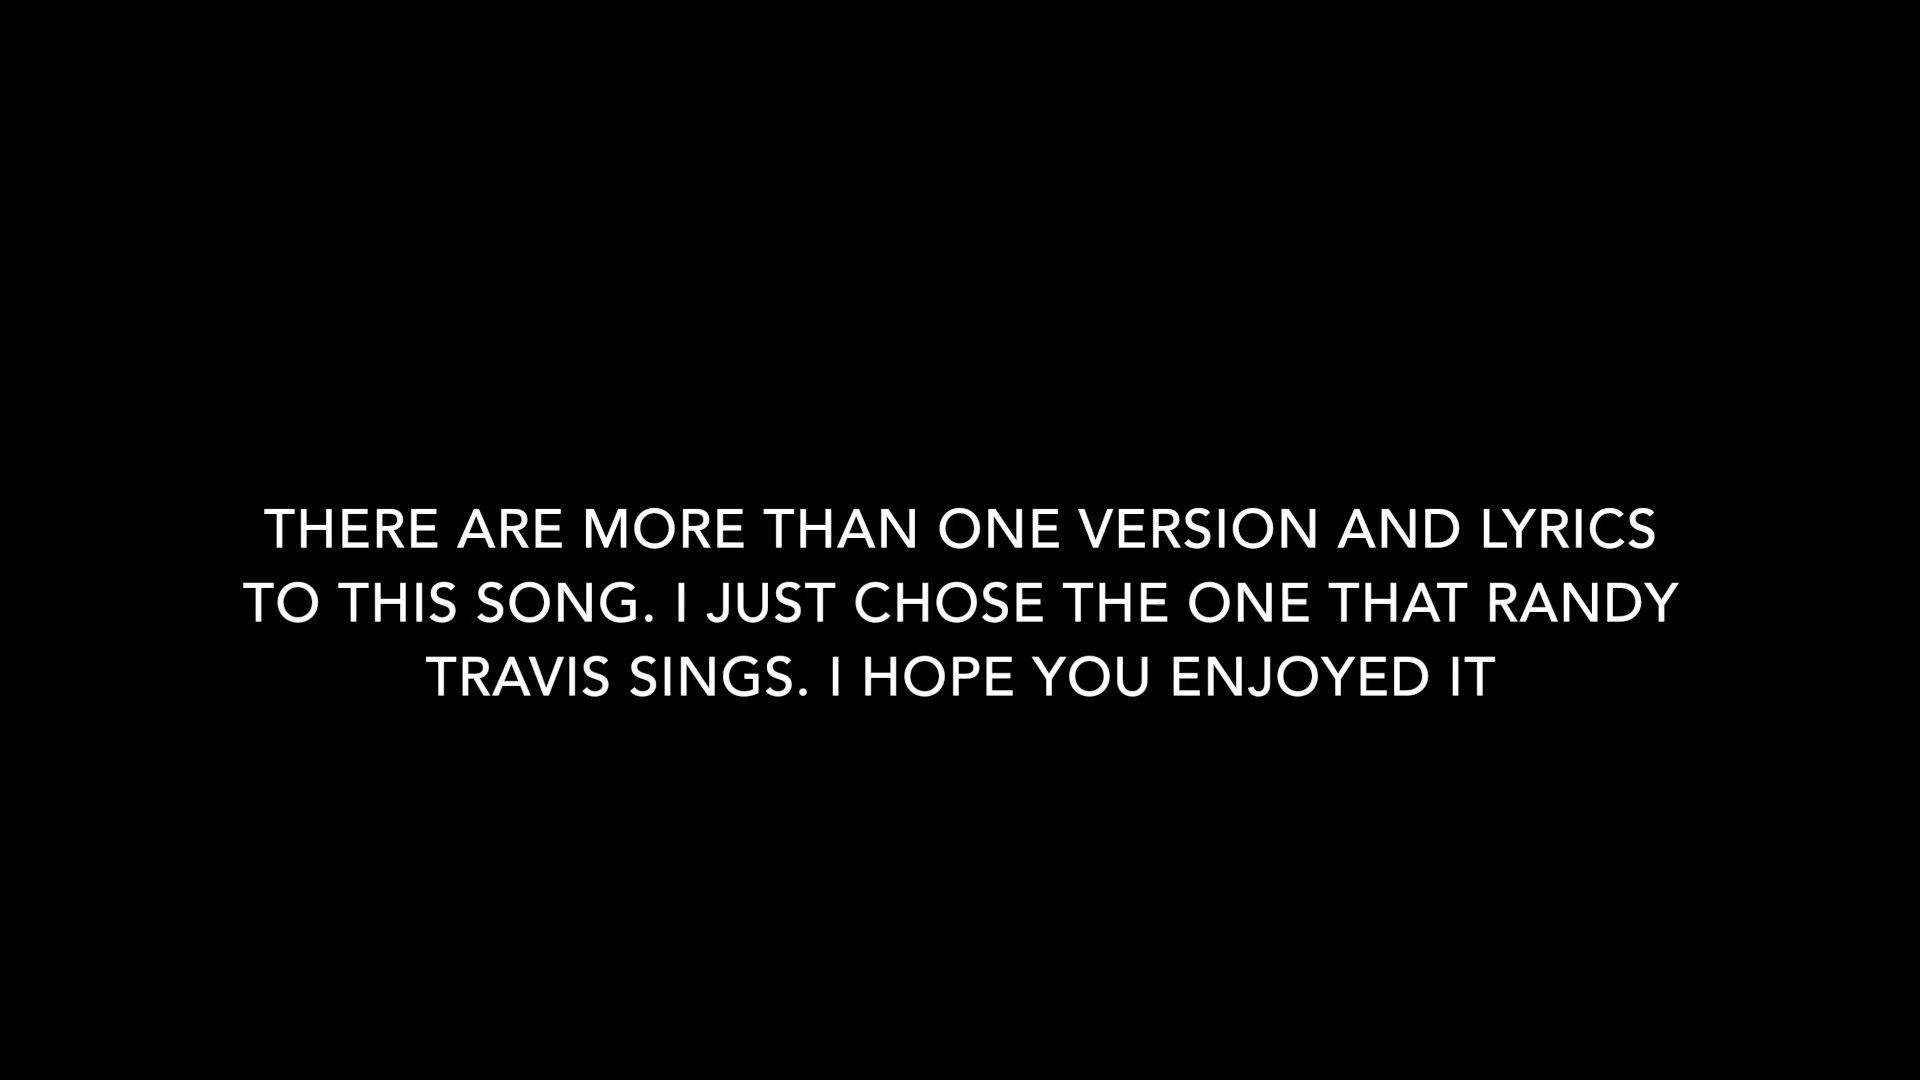 THERE ARE MORE THAN ONE VERSION AND LYRICS
TO THIS SONG. I JUST CHOSE THE ONE THAT RANDY
TRAVIS SINGS. I HOPE YOU ENJOYED IT